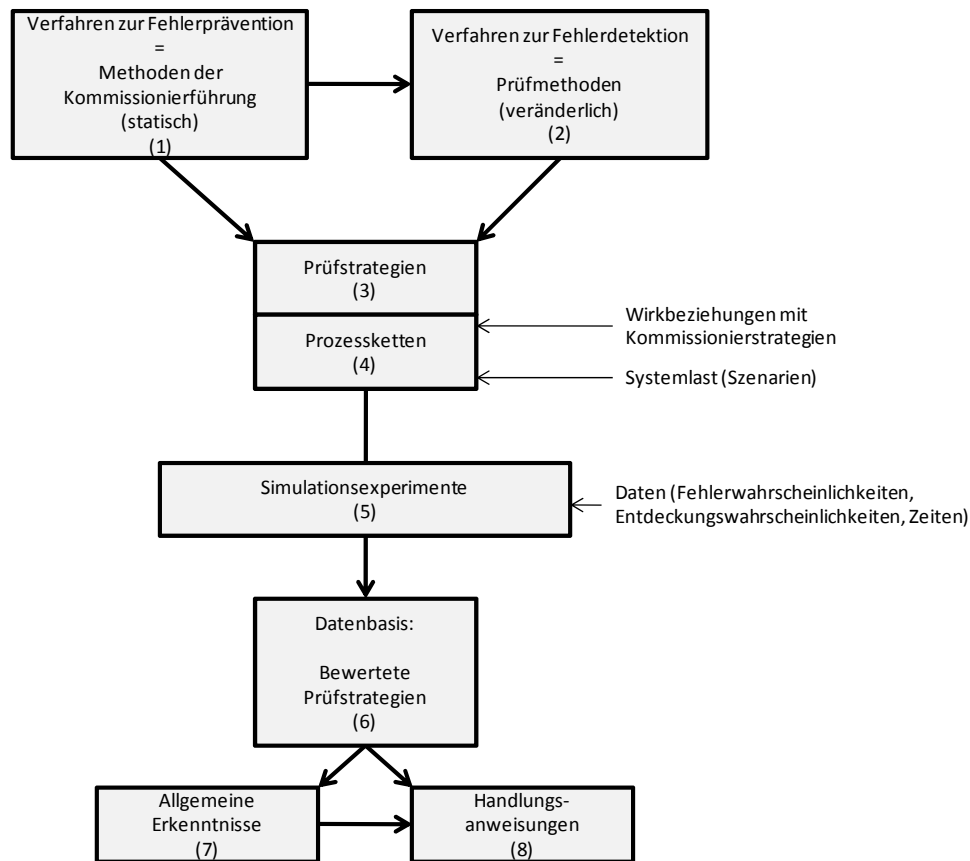 Verfahren zur Fehlerprävention
=
Methoden der
Kommissionierführung
(statisch)
(1)
Verfahren zur Fehlerdetektion
=
Prüfmethoden
(veränderlich)
(2)
Prüfstrategien
(3)
Prozessketten
(4)
Wirkbeziehungen mit
Kommissionierstrategien
Systemlast (Szenarien)
Simulationsexperimente
(5)
Daten (Fehlerwahrscheinlichkeiten,
Entdeckungswahrscheinlichkeiten, Zeiten)
Datenbasis:
Bewertete
Prüfstrategien
(6)
Allgemeine
Erkenntnisse
(7)
Handlungs-
anweisungen
(8)